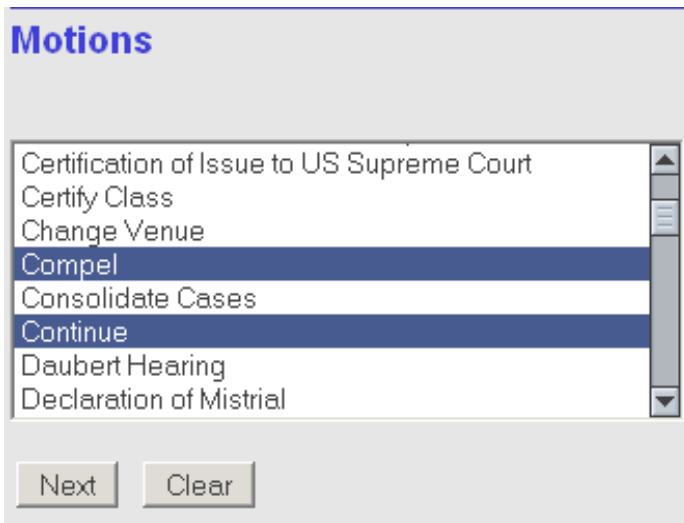 Motions
Certification of Issue to US Supreme Court
Certify Class
Change Venue
Compel
Consolidate Cases
Continue
Daubert Hearing
Declaration of Mistrial
Next Clear